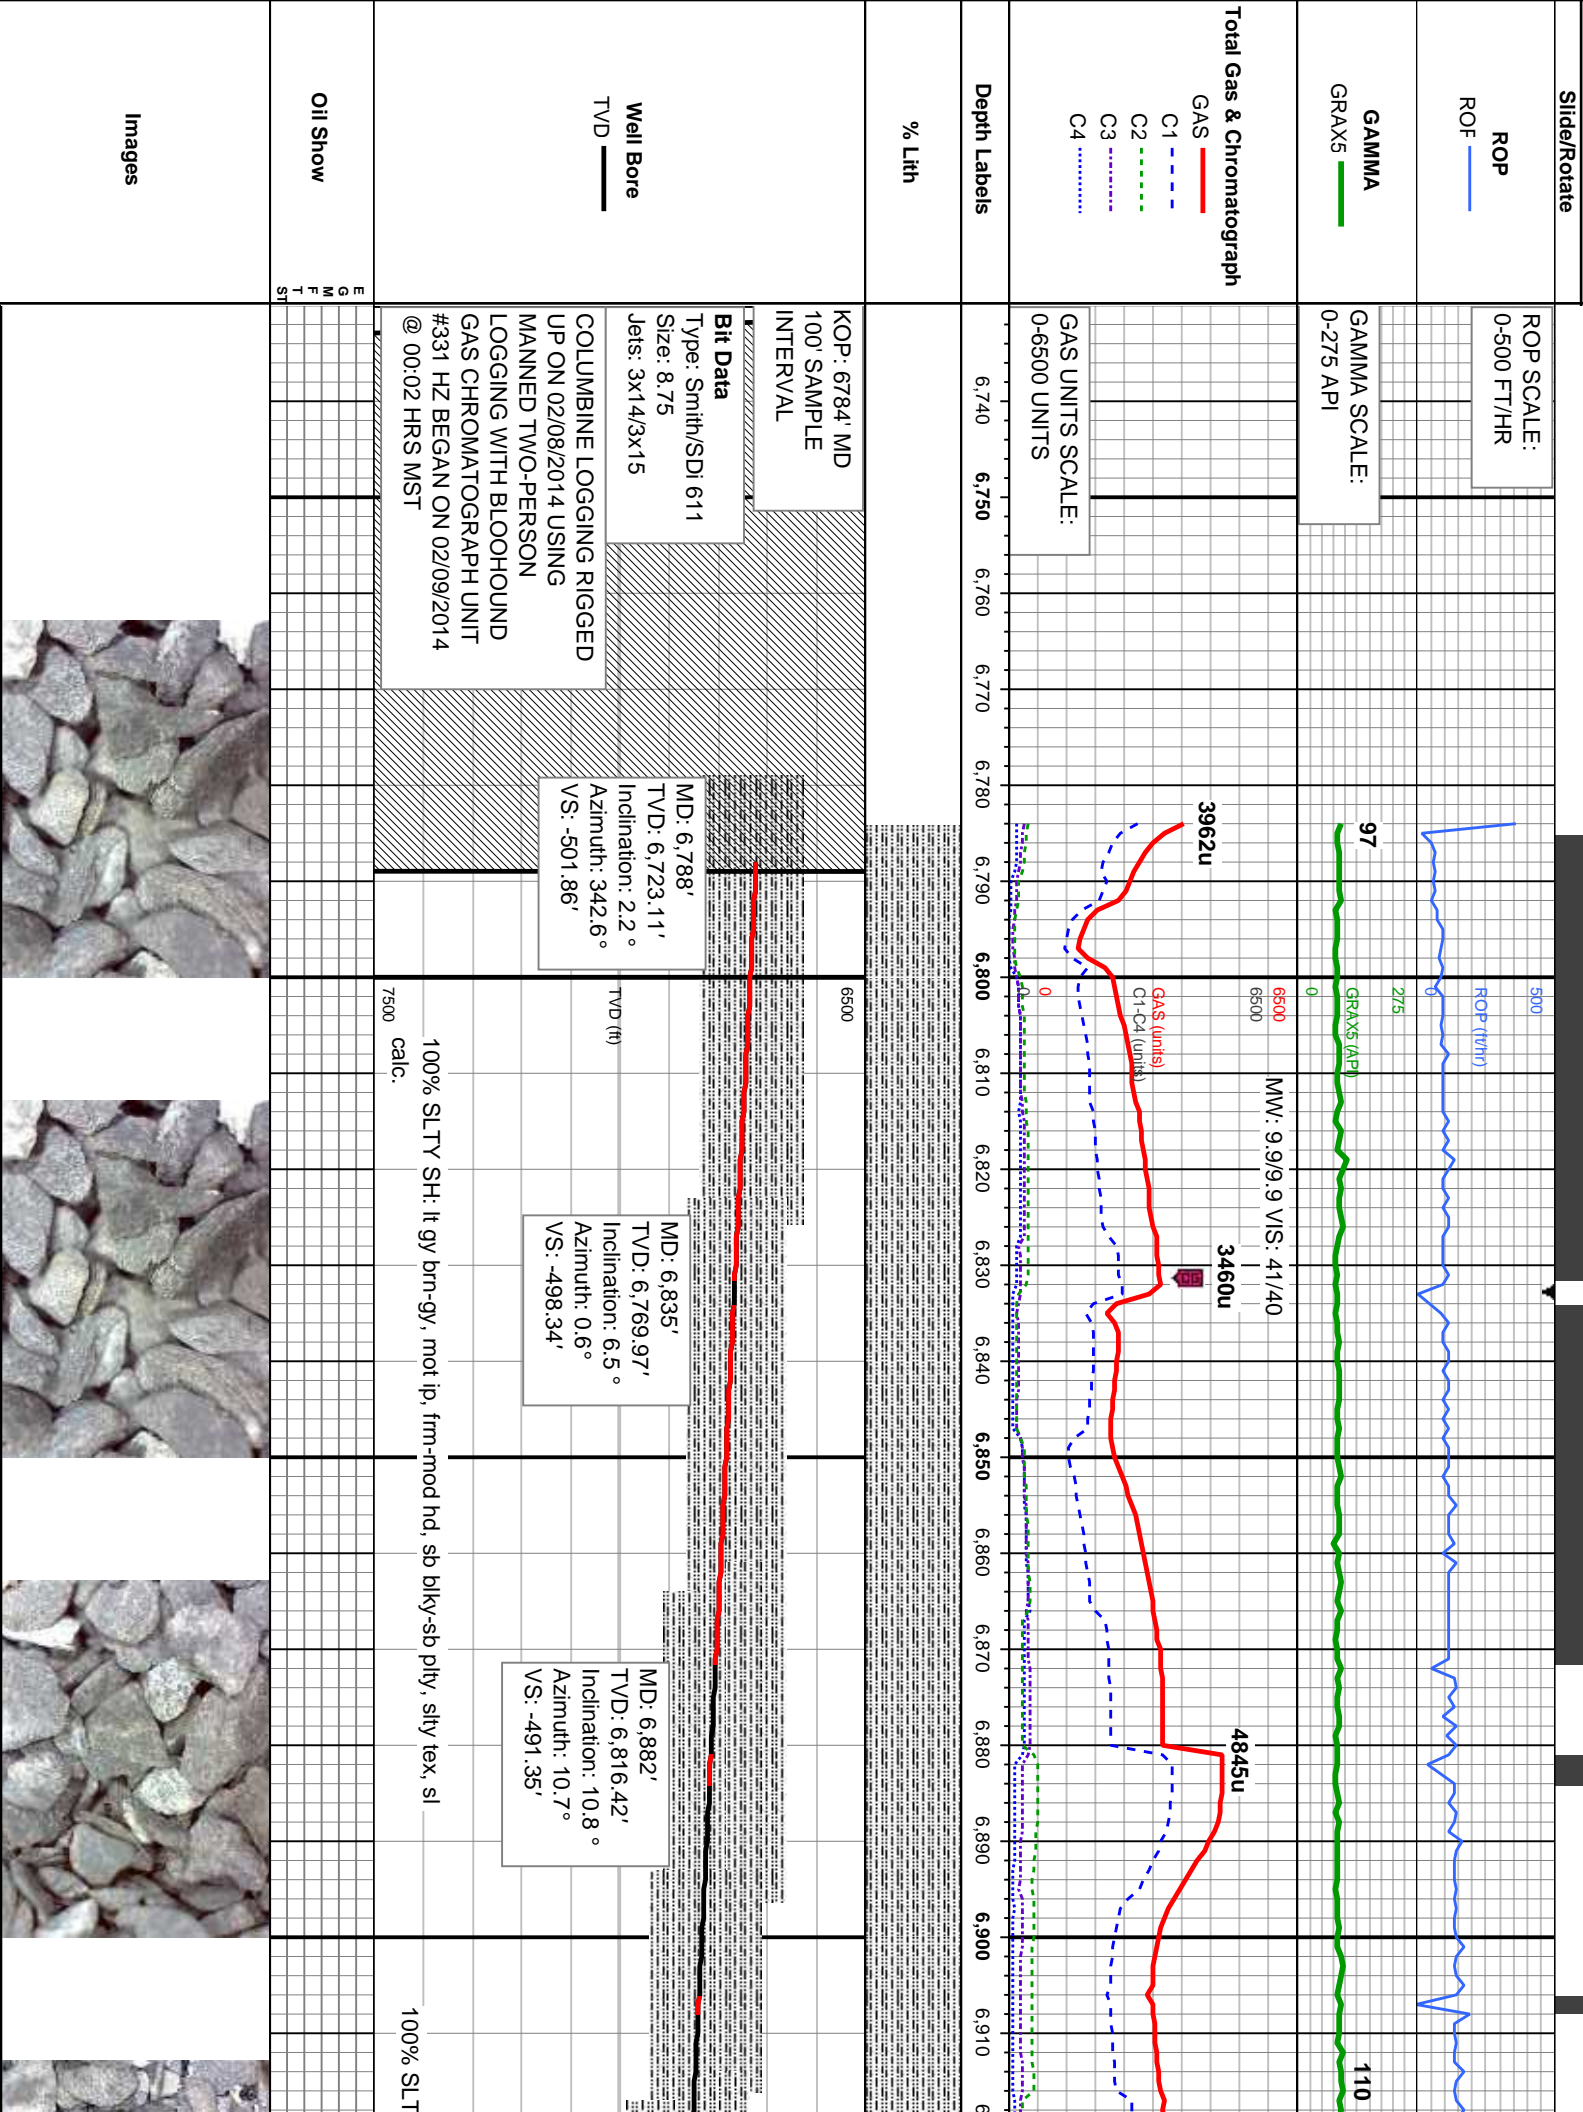 Slide/Rotate
ROP
ROF
ROP SCALE:
0-500 FT/HR
500
ROP (ft/hr)
0
GAMMA
GRAX5
GAMMA SCALE:
0-275 API
97
275
GRAX5 (API)
0
110
Total Gas & Chromatograph
GAS
C1
C2
C3
C4
GAS UNITS SCALE:
0-6500 UNITS
3962u
6500
6500
GAS (units)
C1-C4 (units)
0
0
MW: 9.9/9.9 VIS: 41/40
3460u
CG
4845u
Depth Labels
6,740
6,750
6,760
6,770
6,780
6,790
6,800
6,810
6,820
6,830
6,840
6,850
6,860
6,870
6,880
6,890
6,900
6,910
6
% Lith
Well Bore
TVD
KOP: 6784' MD
100' SAMPLE
INTERVAL
Bit Data
Type: Smith/SDi 611
Size: 8.75
Jets: 3x14/3x15
COLUMBINE LOGGING RIGGED
UP ON 02/08/2014 USING
MANNED TWO-PERSON
LOGGING WITH BLOOHOUND
GAS CHROMATOGRAPH UNIT
#331 HZ BEGAN ON 02/09/2014
@ 00:02 HRS MST
MD: 6,788'
TVD: 6,723.11'
Inclination: 2.2 °
Azimuth: 342.6°
VS: -501.86'
6500
TVD (ft)
7500
MD: 6,835'
TVD: 6,769.97'
Inclination: 6.5 °
Azimuth: 0.6°
VS: -498.34'
MD: 6,882'
TVD: 6,816.42'
Inclination: 10.8 °
Azimuth: 10.7°
VS: -491.35'
100% SLTY SH: lt gy brn-gy, mot ip, frm-mod hd, sb blky-sb plty, slty tex, sl
calc.
100% SLT
Oil Show
E
G
M
F
T
ST
Images